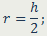 r = h/2;